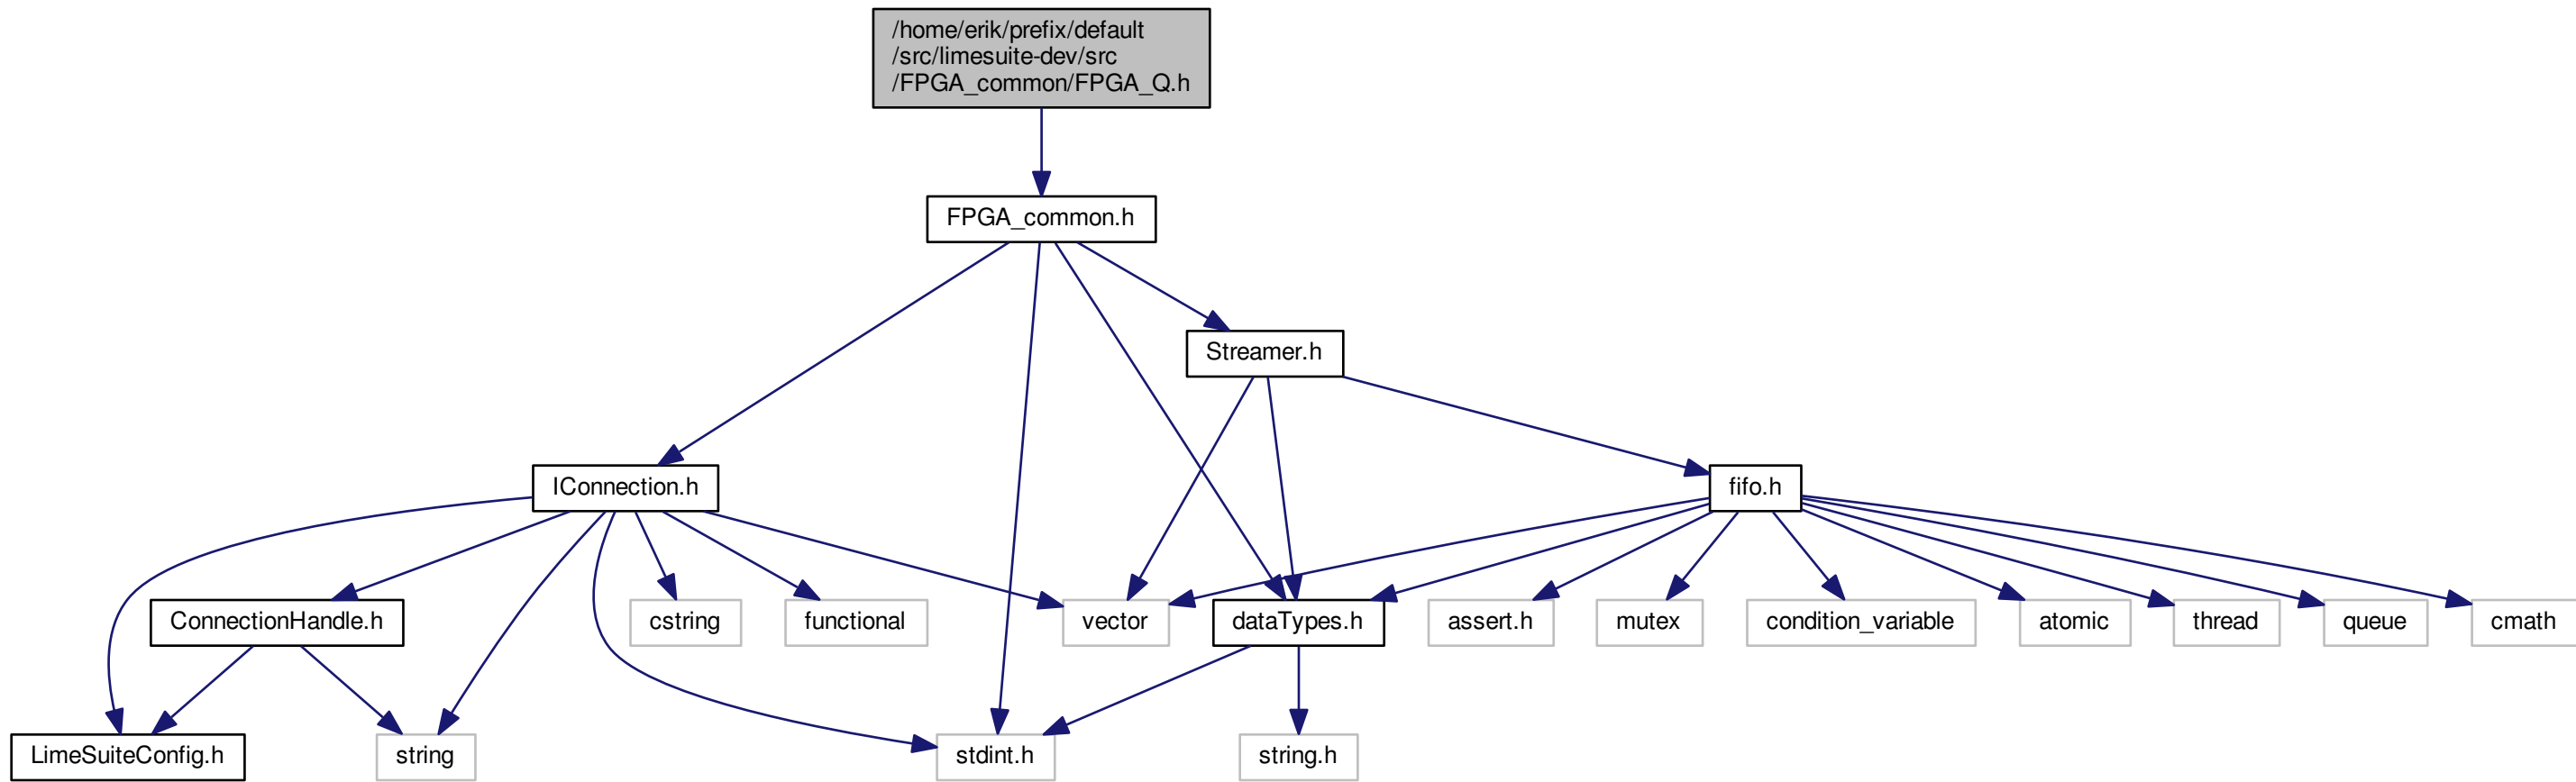 /home/erik/prefix/default
/src/limesuite-dev/src
/FPGA_common/FPGA_Q.h
FPGA_common.h
Streamer.h
IConnection.h
fifo.h
ConnectionHandle.h
cstring
functional
vector
dataTypes.h
assert.h
mutex
condition_variable
atomic
thread
queue
cmath
LimeSuiteConfig.h
string
stdint.h
string.h